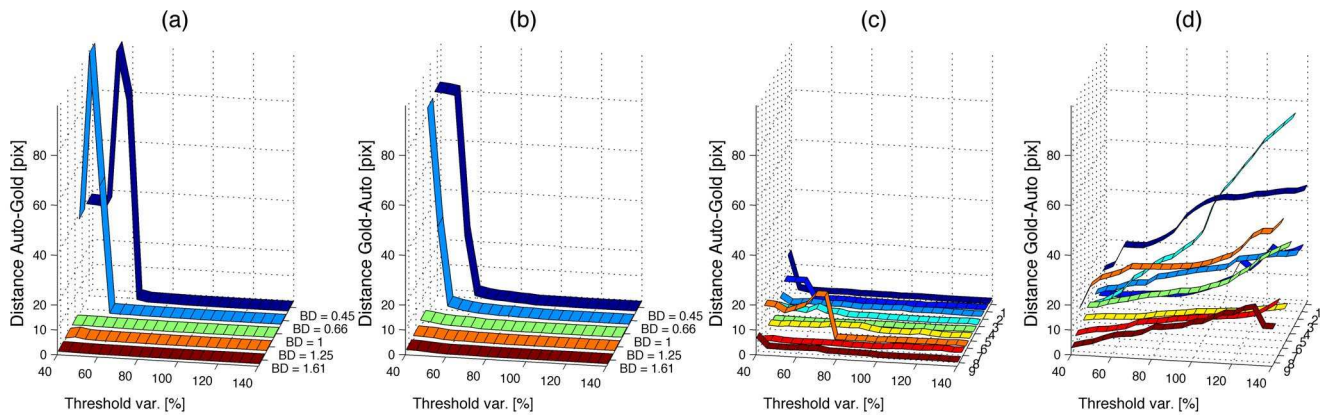 (a)
(b)
(c)
(d)
Distance Auto-Gold [pix]
80
60
40
20
10
0
40
60
80
100
120
140
Threshold var. [%]
BD = 0.45
BD = 0.66
BD = 1
BD = 1.25
BD = 1.61
Distance Gold-Auto [pix]
80
60
40
20
10
0
40
60
80
100
120
140
Threshold var. [%]
BD = 0.45
BD = 0.66
BD = 1
BD = 1.25
BD = 1.61
Distance Auto-Gold [pix]
80
60
40
20
10
0
40
60
80
100
120
140
Threshold var. [%]
Distance Gold-Auto [pix]
80
60
40
20
10
0
40
60
80
100
120
140
Threshold var. [%]